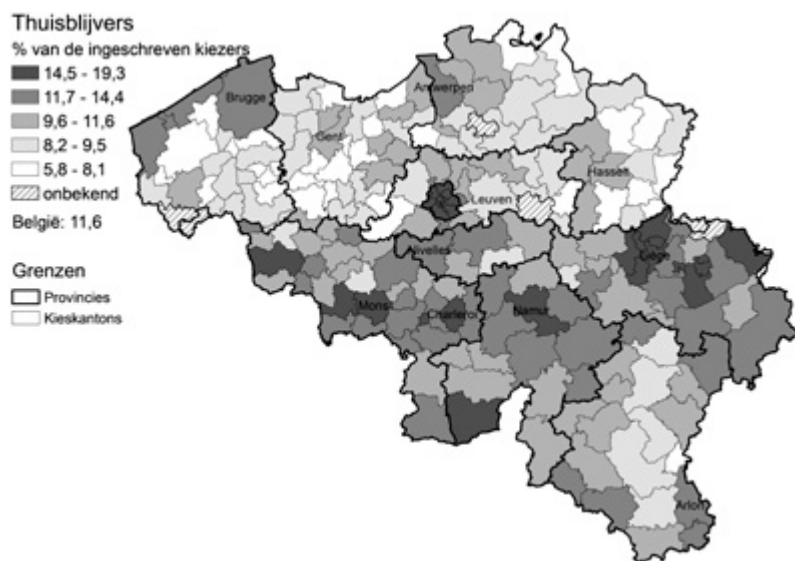 Thuisblijvers
% van de ingeschreven kiezers
14,5 - 19,3
11,7 - 14,4
9,6 - 11,6
8,2 - 9,5
5,8 - 8,1
onbekend
België: 11,6
Grenzen
Provincies
Kieskantons
Brugge
Antwerpen
Gent
Hasselt
Leuven
Nivelles
Liège
Mons
Charleroi
Namur
Arlon